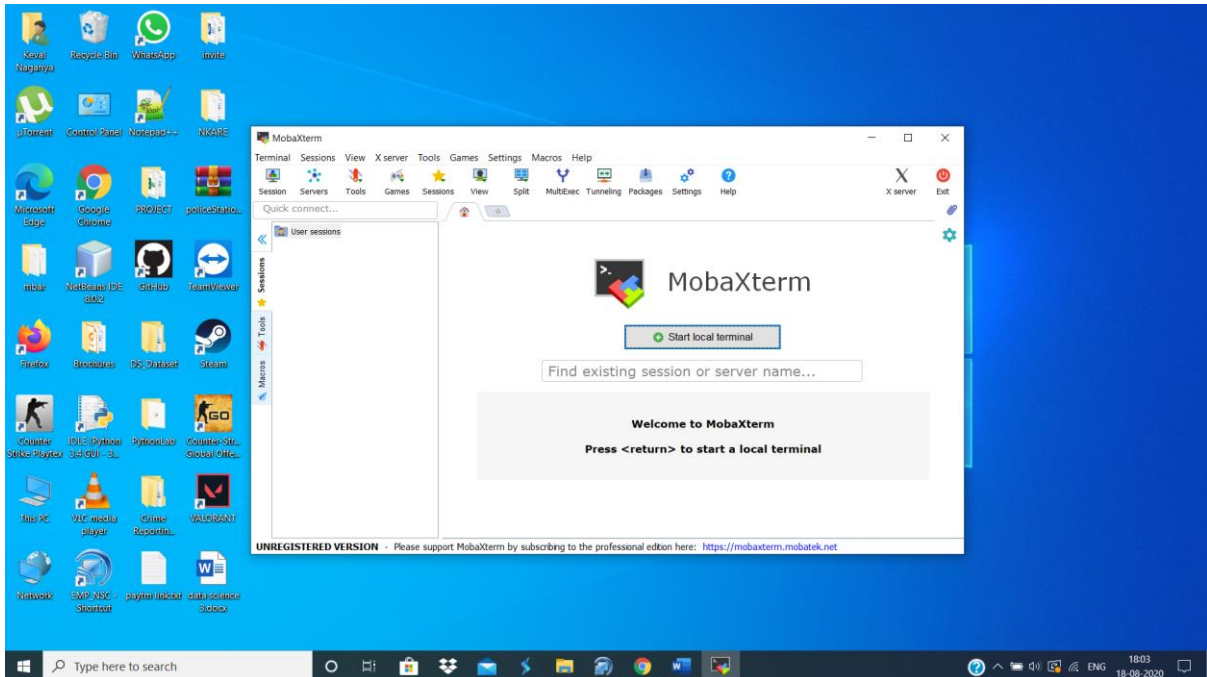 Keval
Naganya
Recycle Bin
WhatsApp
invite
µTorrent
Control Panel
Notepad++
NKARE
Microsoft
Edge
Google
Chrome
PROJECT
policeStatio...
mbar
NetBeans IDE
8.0.2
GitHub
TeamViewer
Firefox
Brochures
DS_Dataset
Steam
Counter
Strike Playtex
IDLE (Python
3.4 GUI - 3...
PythonLab
GO
Counter-Str...
Global Offe...
This PC
VLC media
player
Crime
Reportin...
VALORANT
Network
EMP_NSC -
Shortcut
paytm link.txt
data science
3.docx
MobaXterm
Terminal Sessions View X server Tools Games Settings Macros Help
Session Servers Tools Games Sessions View Split MultiExec Tunneling Packages Settings Help X server Exit
Quick connect...
User sessions
Sessions
Tools
Macros
MobaXterm
Start local terminal
Find existing session or server name...
Welcome to MobaXterm
Press <return> to start a local terminal
UNREGISTERED VERSION - Please support MobaXterm by subscribing to the professional edition here: https://mobaxterm.mobatek.net
Type here to search
ENG
18:03
18-08-2020